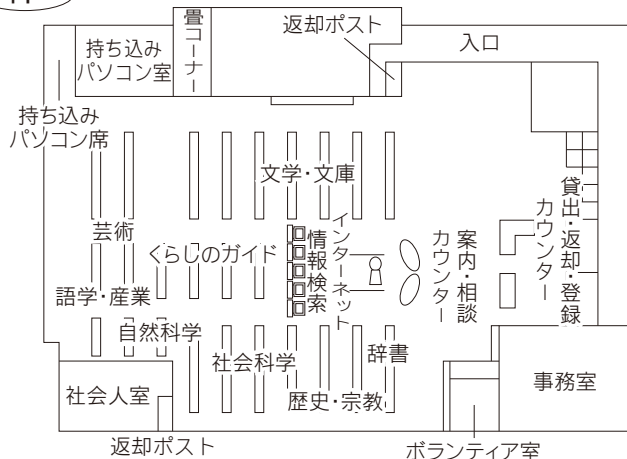 畳コーナー
返却ポスト
入口
持ち込み
パソコン室
持ち込み
パソコン席
文学・文庫
芸術
くらしのガイド
情報検索
インターネット
案内・相談
カウンター
貸出・返却・登録
カウンター
語学・産業
自然科学
社会科学
辞書
社会人室
歴史・宗教
事務室
返却ポスト
ボランティア室